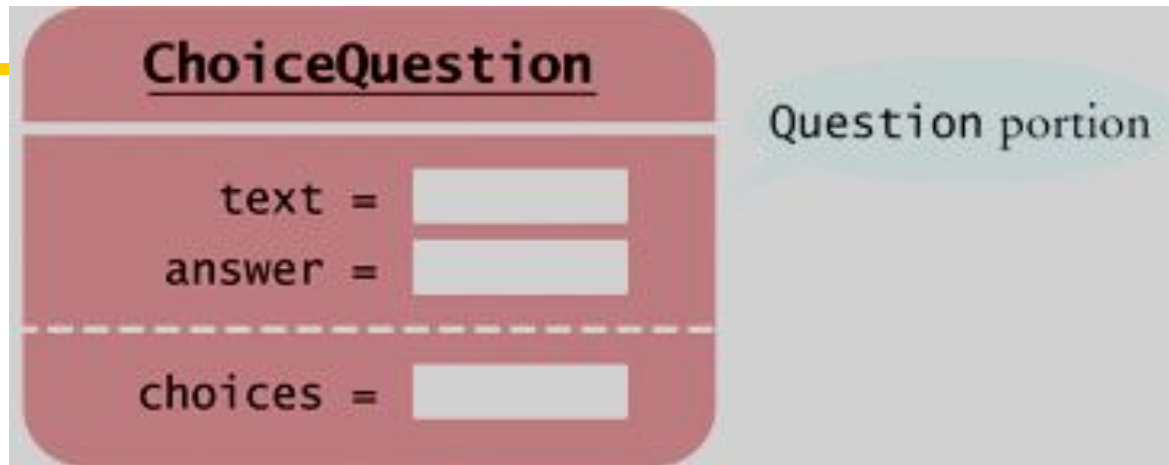 ChoiceQuestion
Question portion
text =
answer =
choices =